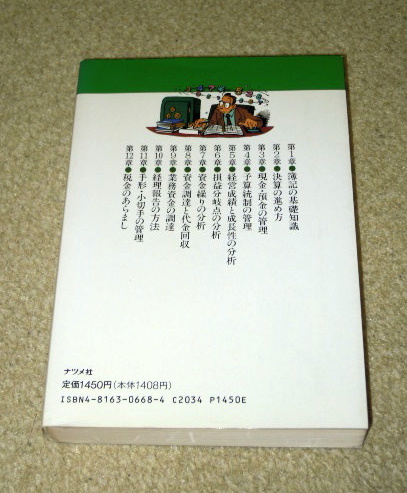 第1章●簿記の基礎知識
第2章●決算の進め方
第3章●現金・預金の管理
第4章●予算統制の管理
第5章●経営成績と成長性の分析
第6章●損益分岐点の分析
第7章●資金繰りの分析
第8章●資金調達と代金回収
第9章●業務資金の調達
第10章●経理報告の方法
第11章●手形・小切手の管理
第12章●税金のあらまし
ナツメ社
定価1450円(本体1408円)
ISBN4-8163-0668-4 C2034 P1450E